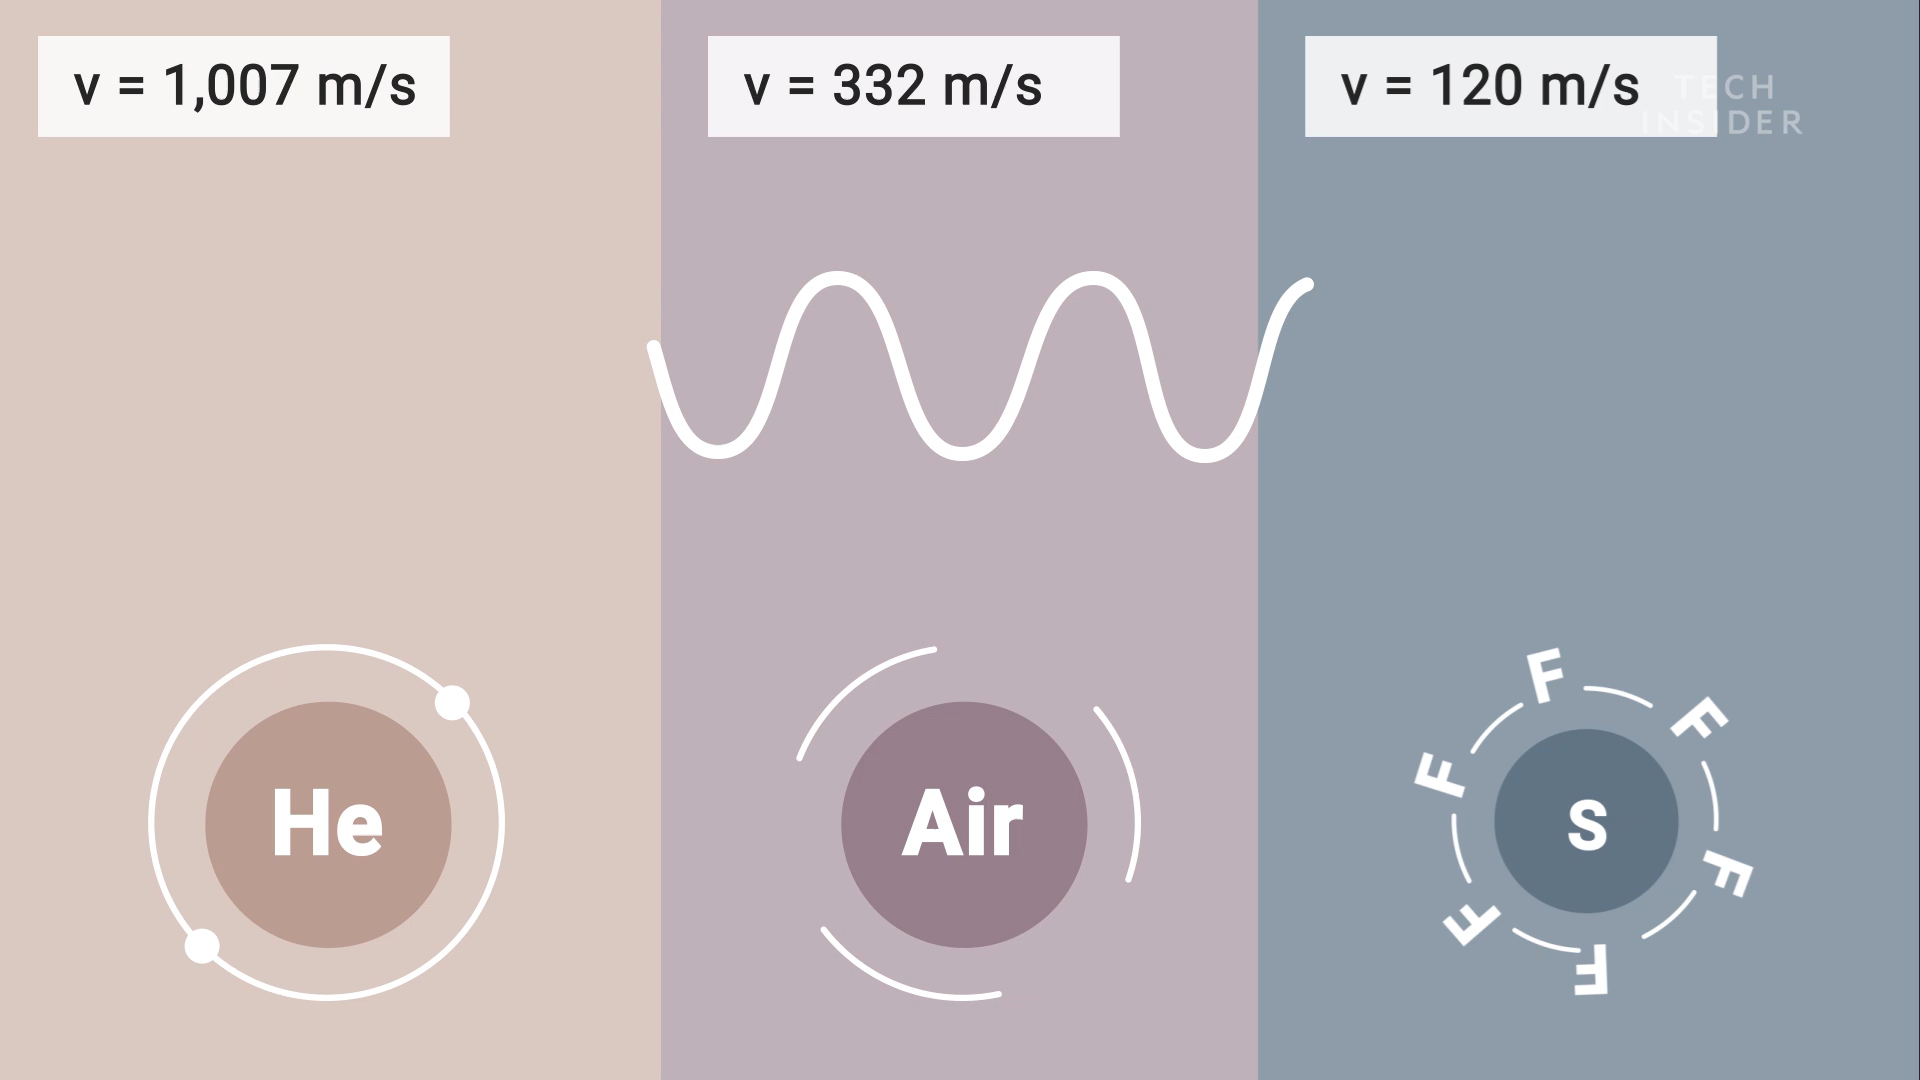 v = 1,007 m/s
v = 332 m/s
v = 120 m/s
TECH
INSIDER
He
Air
S
F
F
F
F
F
F